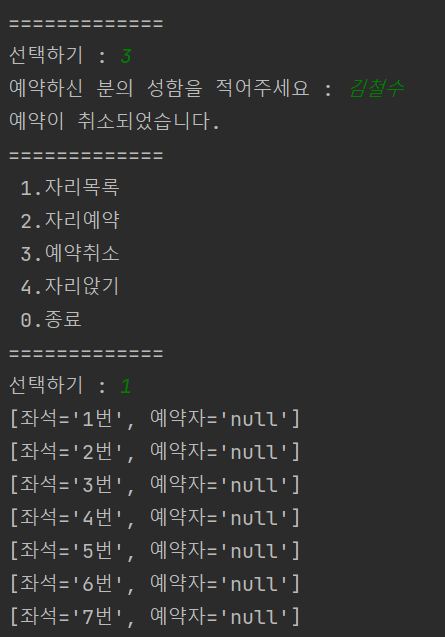 =============
선택하기 : 3
예약하신 분의 성함을 적어주세요 : 김철수
예약이 취소되었습니다.
=============
1.자리목록
2.자리예약
3.예약취소
4.자리앉기
0.종료
=============
선택하기 : 1
[좌석='1번', 예약자='null']
[좌석='2번', 예약자='null']
[좌석='3번', 예약자='null']
[좌석='4번', 예약자='null']
[좌석='5번', 예약자='null']
[좌석='6번', 예약자='null']
[좌석='7번', 예약자='null']